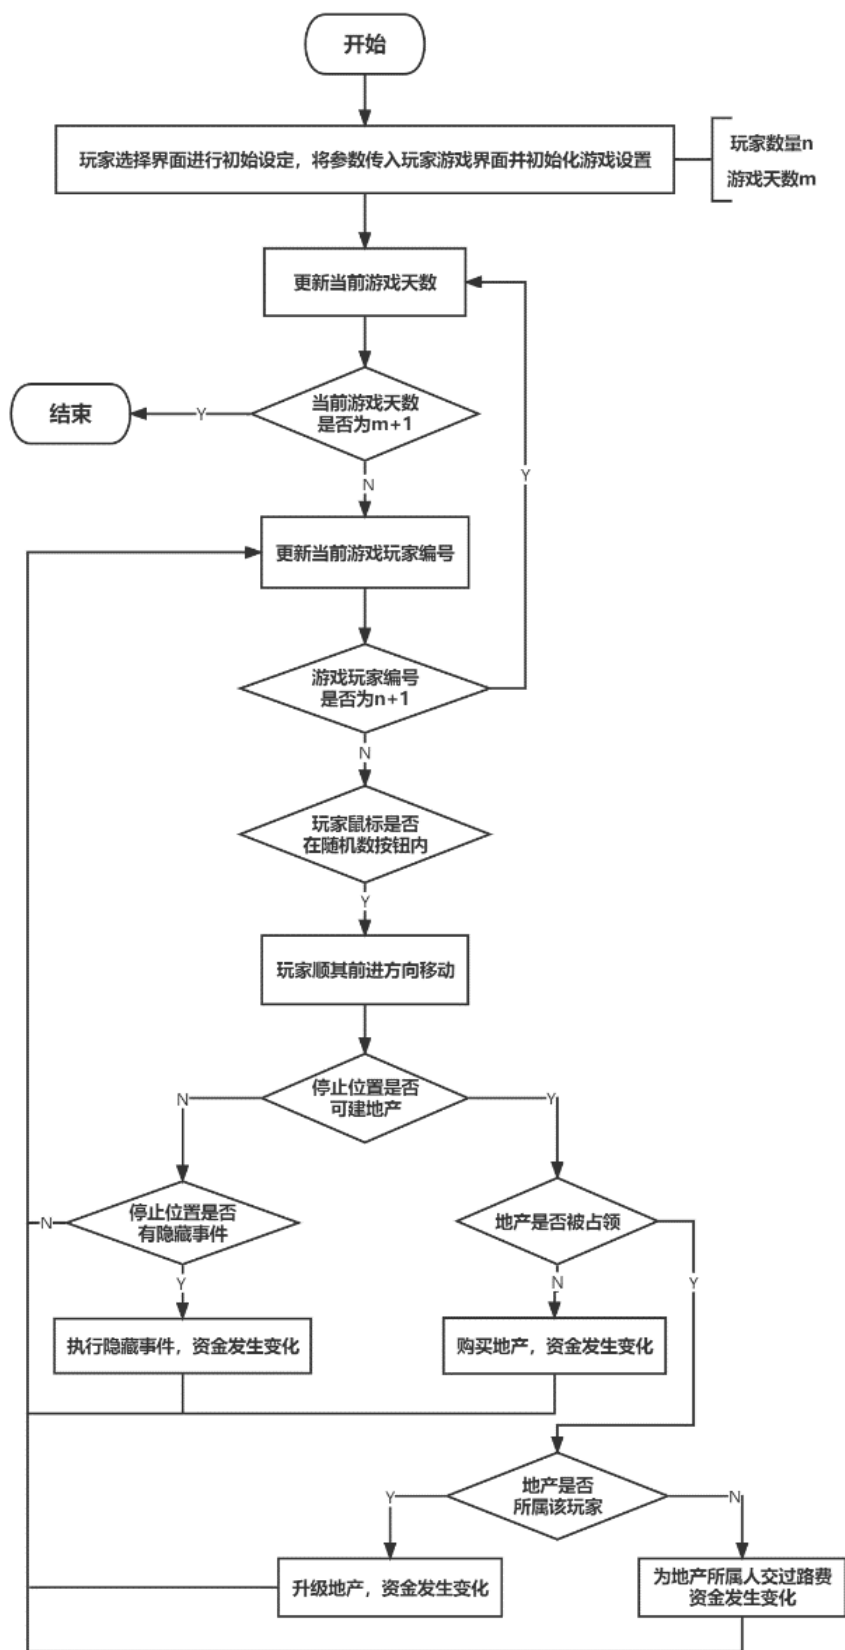 开始
玩家选择界面进行初始设定，将参数传入玩家游戏界面并初始化游戏设置
玩家数量n
游戏天数m
更新当前游戏天数
当前游戏天数
是否为m+1
Y
结束
N
Y
更新当前游戏玩家编号
游戏玩家编号
是否为n+1
N
玩家鼠标是否
在随机数按钮内
Y
玩家顺其前进方向移动
停止位置是否
可建地产
N
Y
停止位置是否
有隐藏事件
N
地产是否被占领
Y
N
Y
执行隐藏事件，资金发生变化
购买地产，资金发生变化
地产是否
所属该玩家
Y
N
升级地产，资金发生变化
为地产所属人交过路费
资金发生变化